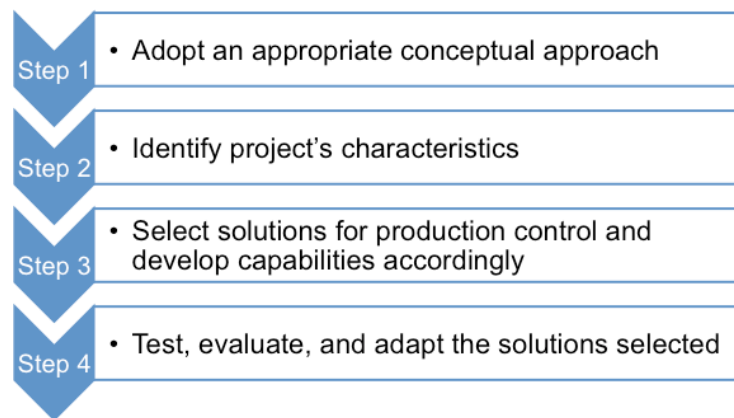 Step 1
• Adopt an appropriate conceptual approach
Step 2
• Identify project’s characteristics
Step 3
• Select solutions for production control and
develop capabilities accordingly
Step 4
• Test, evaluate, and adapt the solutions selected